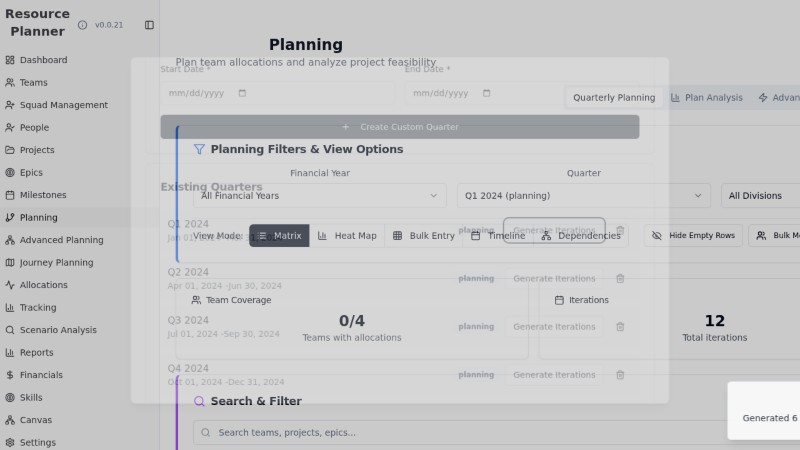 Resource
Planner
v0.0.21
Dashboard
Teams
Squad Management
People
Projects
Epics
Milestones
Planning
Advanced Planning
Journey Planning
Allocations
Tracking
Scenario Analysis
Reports
Financials
Skills
Canvas
Settings
Planning
Plan team allocations and analyze project feasibility
Start Date *
End Date *
mm/dd/yyyy
mm/dd/yyyy
Quarterly Planning
Plan Analysis
Advan
+ Create Custom Quarter
Planning Filters & View Options
Financial Year
Quarter
Existing Quarters
All Financial Years
Q1 2024 (planning)
All Divisions
Q1 2024
planning
Generate Iterations
View Mode:
Matrix
Heat Map
Bulk Entry
Timeline
Dependencies
Hide Empty Rows
Bulk M
Jan 01, 2024
Q2 2024
Apr 01, 2024 -Jun 30, 2024
planning
Generate Iterations
Team Coverage
Iterations
Q3 2024
Jul 01, 2024 -Sep 30, 2024
planning
Generate Iterations
0/4
Teams with allocations
12
Total iterations
Q4 2024
Oct 01, 2024 -Dec 31, 2024
planning
Generate Iterations
Search & Filter
Search teams, projects, epics...
Generated 6